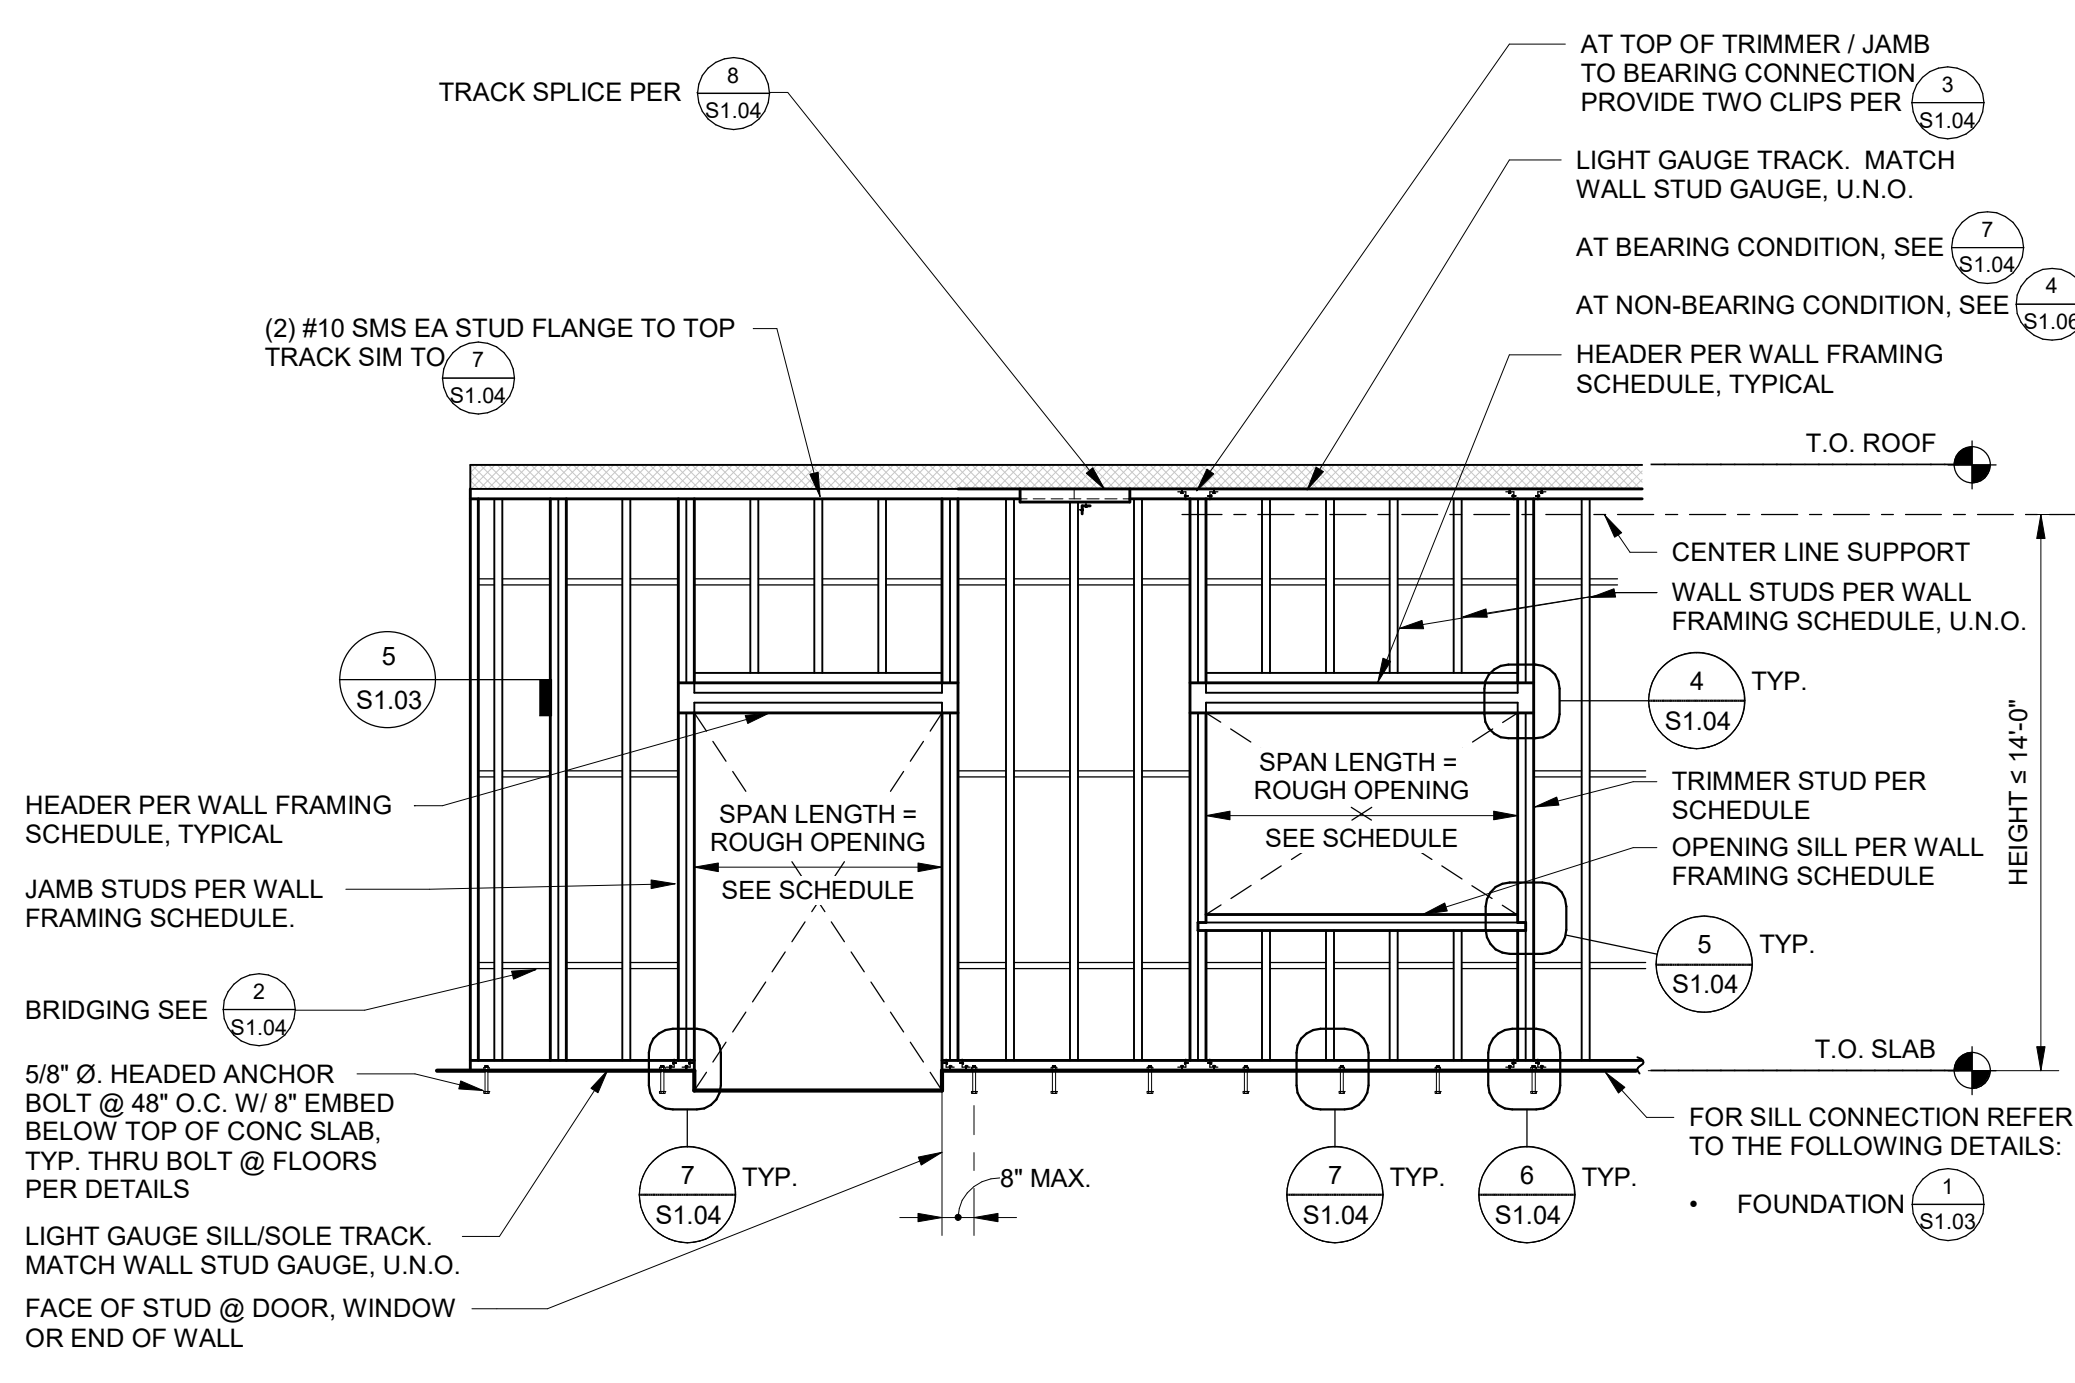 TRACK SPLICE PER
8
S1.04
AT TOP OF TRIMMER / JAMB
TO BEARING CONNECTION
PROVIDE TWO CLIPS PER
3
S1.04
LIGHT GAUGE TRACK.  MATCH
WALL STUD GAUGE, U.N.O.
AT BEARING CONDITION, SEE
7
S1.04
AT NON-BEARING CONDITION, SEE
4
S1.06
(2) #10 SMS EA STUD FLANGE TO TOP
TRACK SIM TO
7
S1.04
HEADER PER WALL FRAMING
SCHEDULE, TYPICAL
T.O. ROOF
CENTER LINE SUPPORT
WALL STUDS PER WALL
FRAMING SCHEDULE, U.N.O.
5
S1.03
4
S1.04
TYP.
HEIGHT ≤ 14'-0"
SPAN LENGTH =
ROUGH OPENING
SEE SCHEDULE
SPAN LENGTH =
ROUGH OPENING
SEE SCHEDULE
TRIMMER STUD PER
SCHEDULE
OPENING SILL PER WALL
FRAMING SCHEDULE
HEADER PER WALL FRAMING
SCHEDULE, TYPICAL
JAMB STUDS PER WALL
FRAMING SCHEDULE.
5
S1.04
TYP.
BRIDGING SEE
2
S1.04
T.O. SLAB
5/8" Ø. HEADED ANCHOR
BOLT @ 48" O.C. W/ 8" EMBED
BELOW TOP OF CONC SLAB,
TYP. THRU BOLT @ FLOORS
PER DETAILS
FOR SILL CONNECTION REFER
TO THE FOLLOWING DETAILS:
• FOUNDATION
1
S1.03
7
S1.04
TYP.
8" MAX.
7
S1.04
TYP.
6
S1.04
TYP.
LIGHT GAUGE SILL/SOLE TRACK.
MATCH WALL STUD GAUGE, U.N.O.
FACE OF STUD @ DOOR, WINDOW
OR END OF WALL